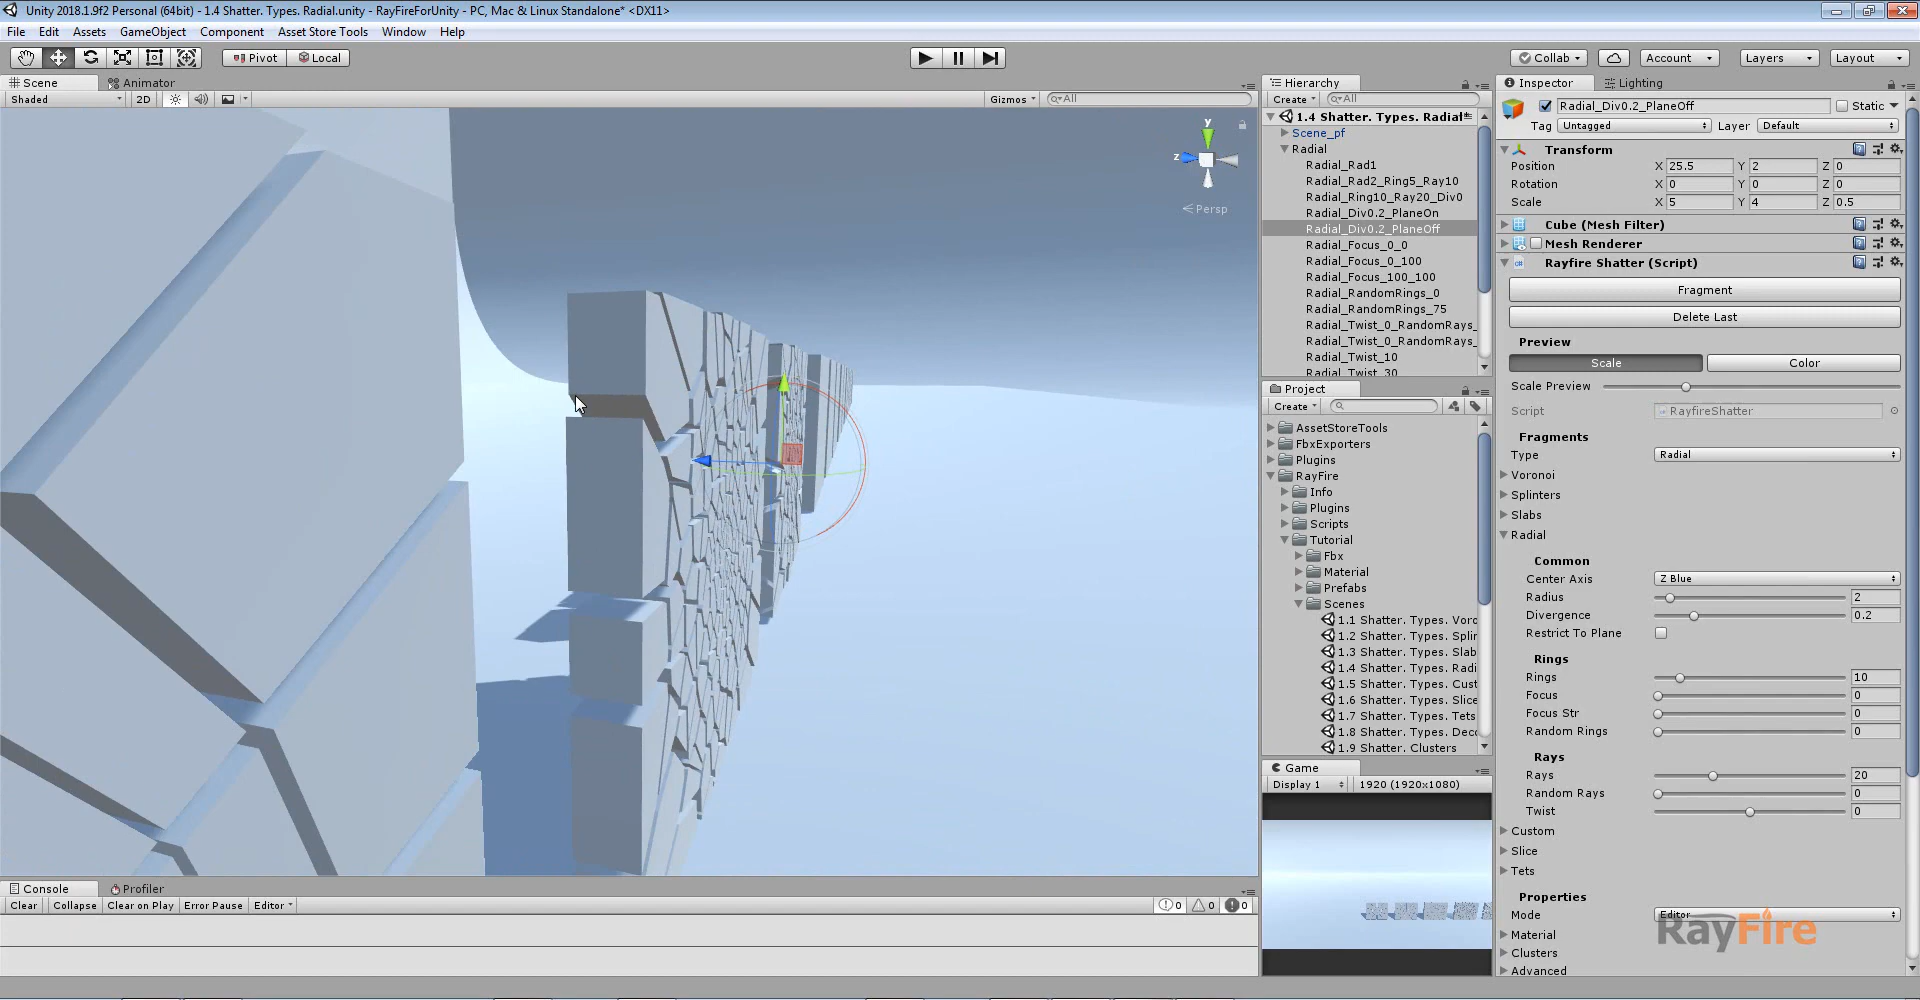 Unity 2018.1.9f2 Personal (64bit) - 1.4 Shatter. Types. Radial.unity - RayFireForUnity - PC, Mac & Linux Standalone* <DX11>
File Edit Assets GameObject Component Asset Store Tools Window Help
Pivot Local Collab Account Layers Layout
Scene Animator
Shaded 2D Gizmos All
y
z
Persp
Hierarchy
Create All
1.4 Shatter. Types. Radial*
Scene_pf
Radial
Radial_Rad1
Radial_Rad2_Ring5_Ray10
Radial_Ring10_Ray20_Div0
Radial_Div0.2_PlaneOn
Radial_Div0.2_PlaneOff
Radial_Focus_0_0
Radial_Focus_0_100
Radial_Focus_100_100
Radial_RandomRings_0
Radial_RandomRings_75
Radial_Twist_0_RandomRays_
Radial_Twist_0_RandomRays_
Radial_Twist_10
Radial_Twist_30
Project
Create
AssetStoreTools
FbxExporters
Plugins
RayFire
Info
Plugins
Scripts
Tutorial
Fbx
Material
Prefabs
Scenes
1.1 Shatter. Types. Voro
1.2 Shatter. Types. Splin
1.3 Shatter. Types. Slab
1.4 Shatter. Types. Radi
1.5 Shatter. Types. Cust
1.6 Shatter. Types. Slice
1.7 Shatter. Types. Tets
1.8 Shatter. Types. Deco
1.9 Shatter. Clusters
Game
Display 1 1920 (1920x1080)
Inspector Lighting
Radial_Div0.2_PlaneOff Static
Tag Untagged Layer Default
Transform
Position X 25.5 Y 2 Z 0
Rotation X 0 Y 0 Z 0
Scale X 5 Y 4 Z 0.5
Cube (Mesh Filter)
Mesh Renderer
Rayfire Shatter (Script)
Fragment
Delete Last
Preview
Scale Color
Scale Preview
Script RayfireShatter
Fragments
Type Radial
Voronoi
Splinters
Slabs
Radial
Common
Center Axis Z Blue
Radius 2
Divergence 0.2
Restrict To Plane
Rings
Rings 10
Focus 0
Focus Str 0
Random Rings 0
Rays
Rays 20
Random Rays 0
Twist 0
Custom
Slice
Tets
Properties
Mode Editor
Material
Clusters
Advanced
RayFire
Console Profiler
Clear Collapse Clear on Play Error Pause Editor 0 0 0